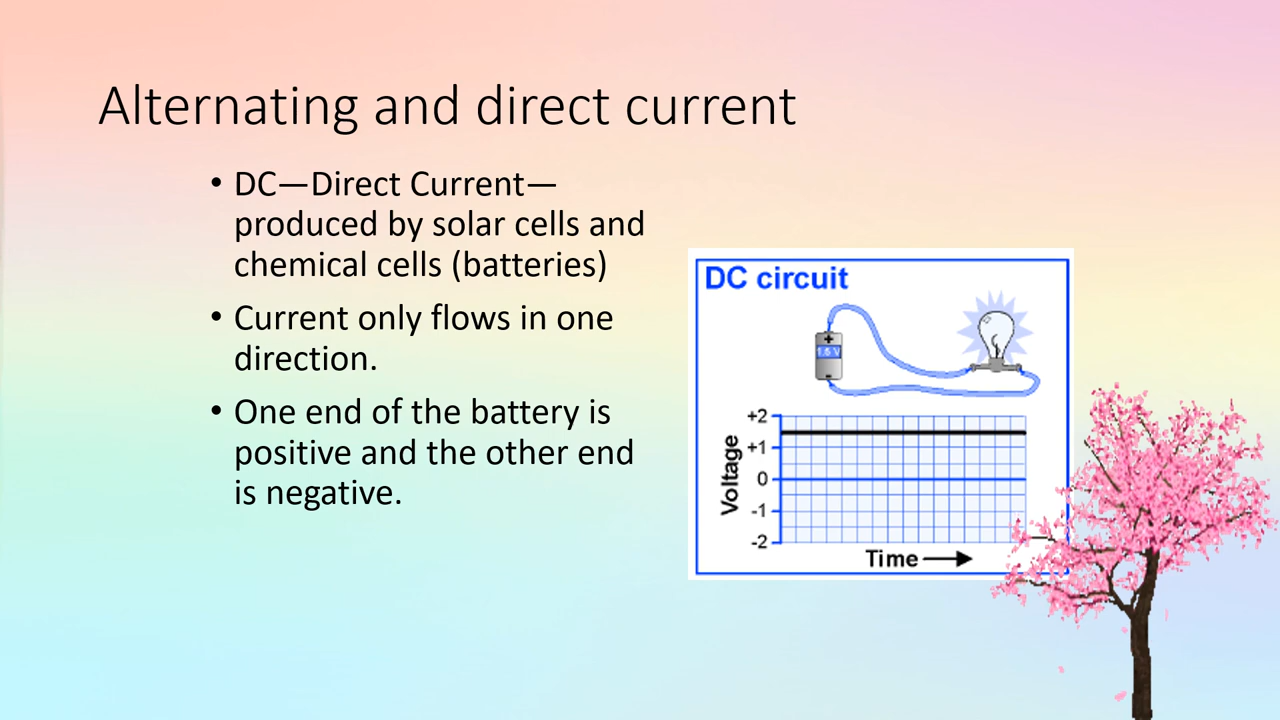 Alternating and direct current
• DC—Direct Current—
produced by solar cells and
chemical cells (batteries)
• Current only flows in one
direction.
• One end of the battery is
positive and the other end
is negative.
DC circuit
+
1.5 V
-
+2
+1
0
-1
-2
Voltage
Time